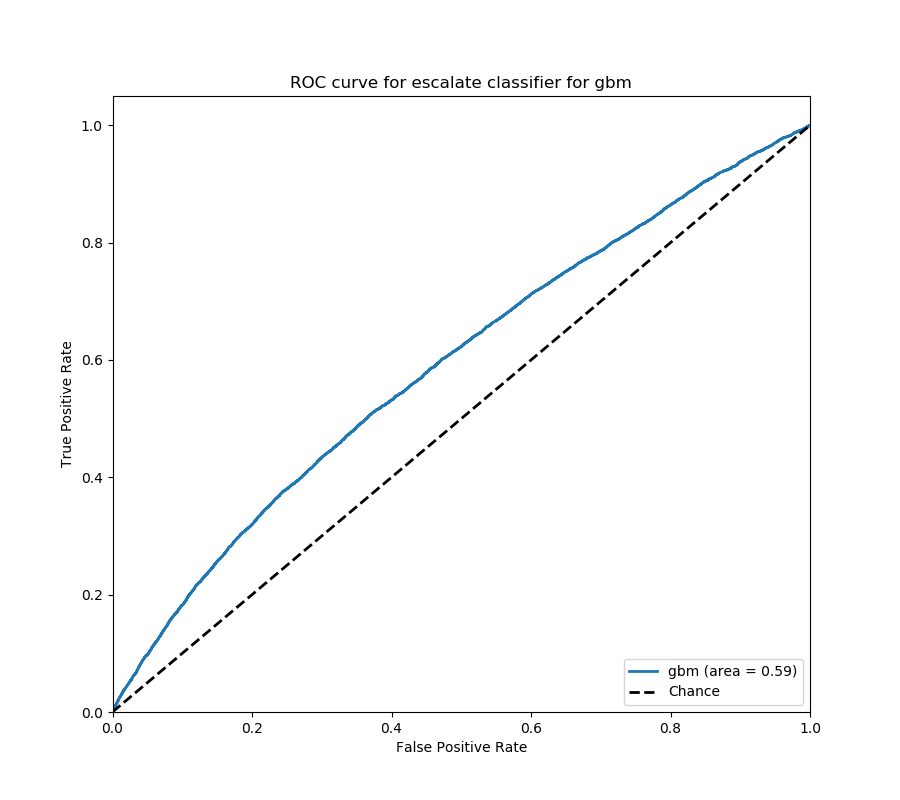 ROC curve for escalate classifier for gbm
True Positive Rate
1.0
0.8
0.6
0.4
0.2
0.0
gbm (area = 0.59)
Chance
0.0 0.2 0.4 0.6 0.8 1.0
False Positive Rate